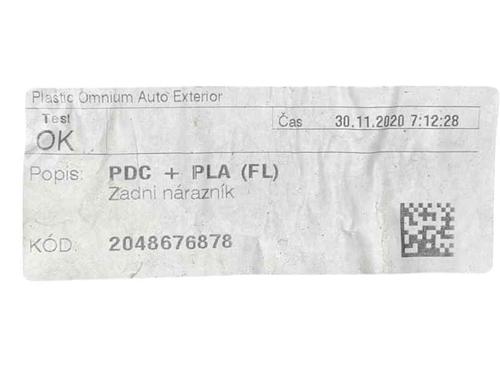 Plastic Omnium Auto Exterior
Test
OK
Čas 30.11.2020 7:12:28
Popis: PDC + PLA (FL)
Zadni nárazník
KÓD: 2048676878